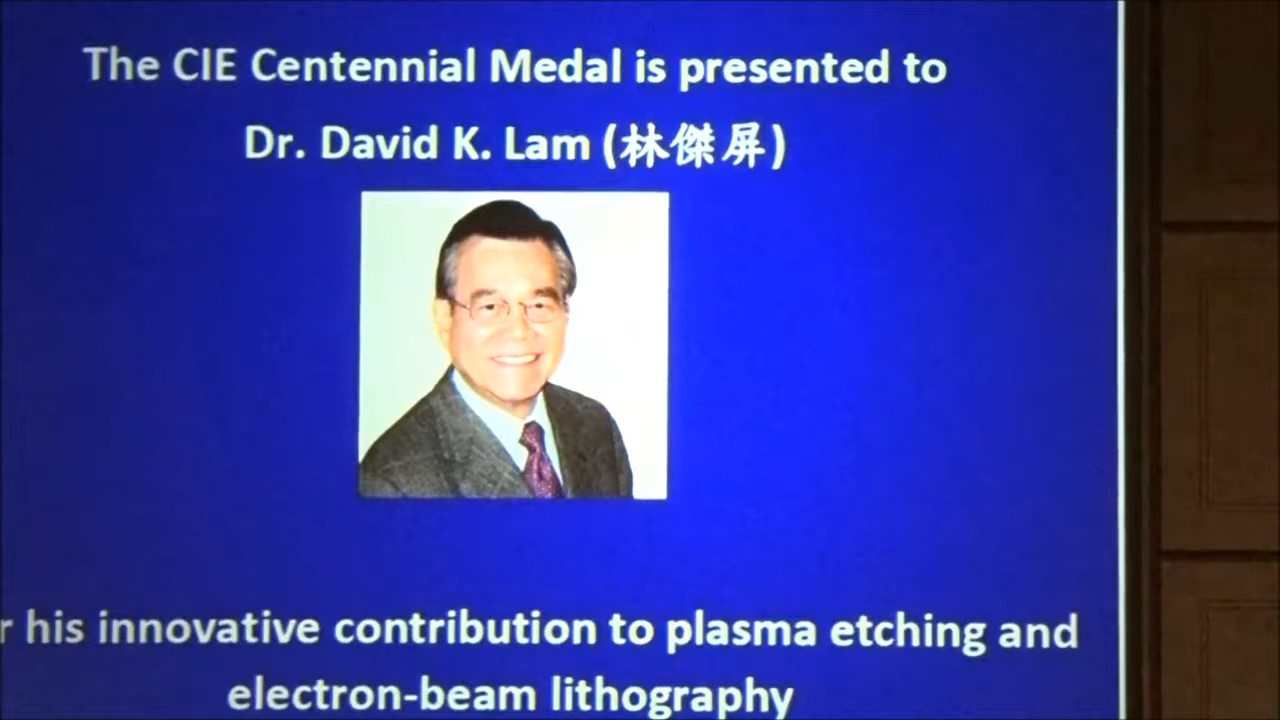 The CIE Centennial Medal is presented to
Dr. David K. Lam (林傑屏)
his innovative contribution to plasma etching and
electron-beam lithography